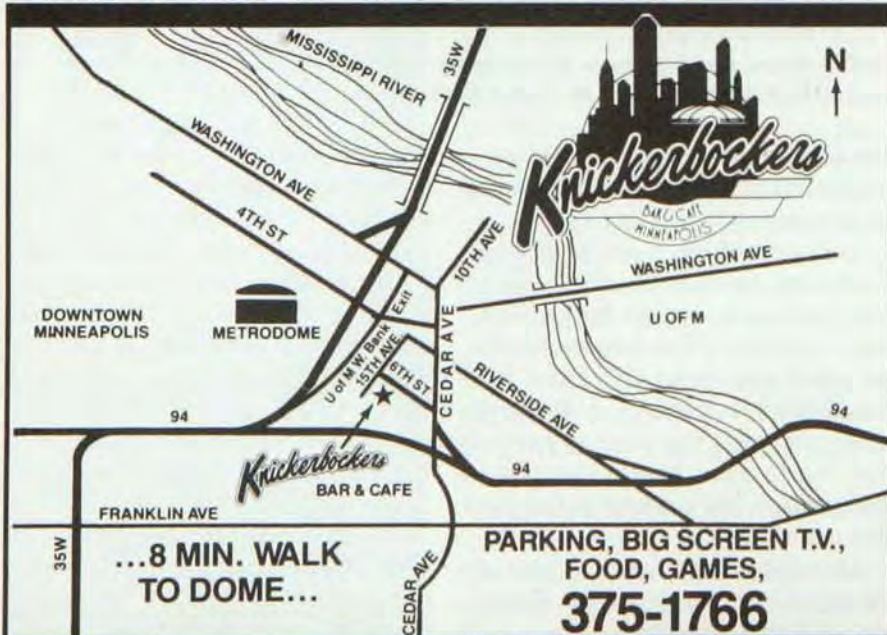 MISSISSIPPI RIVER
35W
N
WASHINGTON AVE
Knickerbockers
BAR & CAFE
MINNEAPOLIS
4TH ST
10TH AVE
WASHINGTON AVE
DOWNTOWN
MINNEAPOLIS
METRODOME
U of M W. Bank Exit
15TH AVE
6TH ST
CEDAR AVE
U OF M
RIVERSIDE AVE
94
94
94
Knickerbockers
BAR & CAFE
FRANKLIN AVE
35W
...8 MIN. WALK
TO DOME...
CEDAR AVE
PARKING, BIG SCREEN T.V.,
FOOD, GAMES,
375-1766